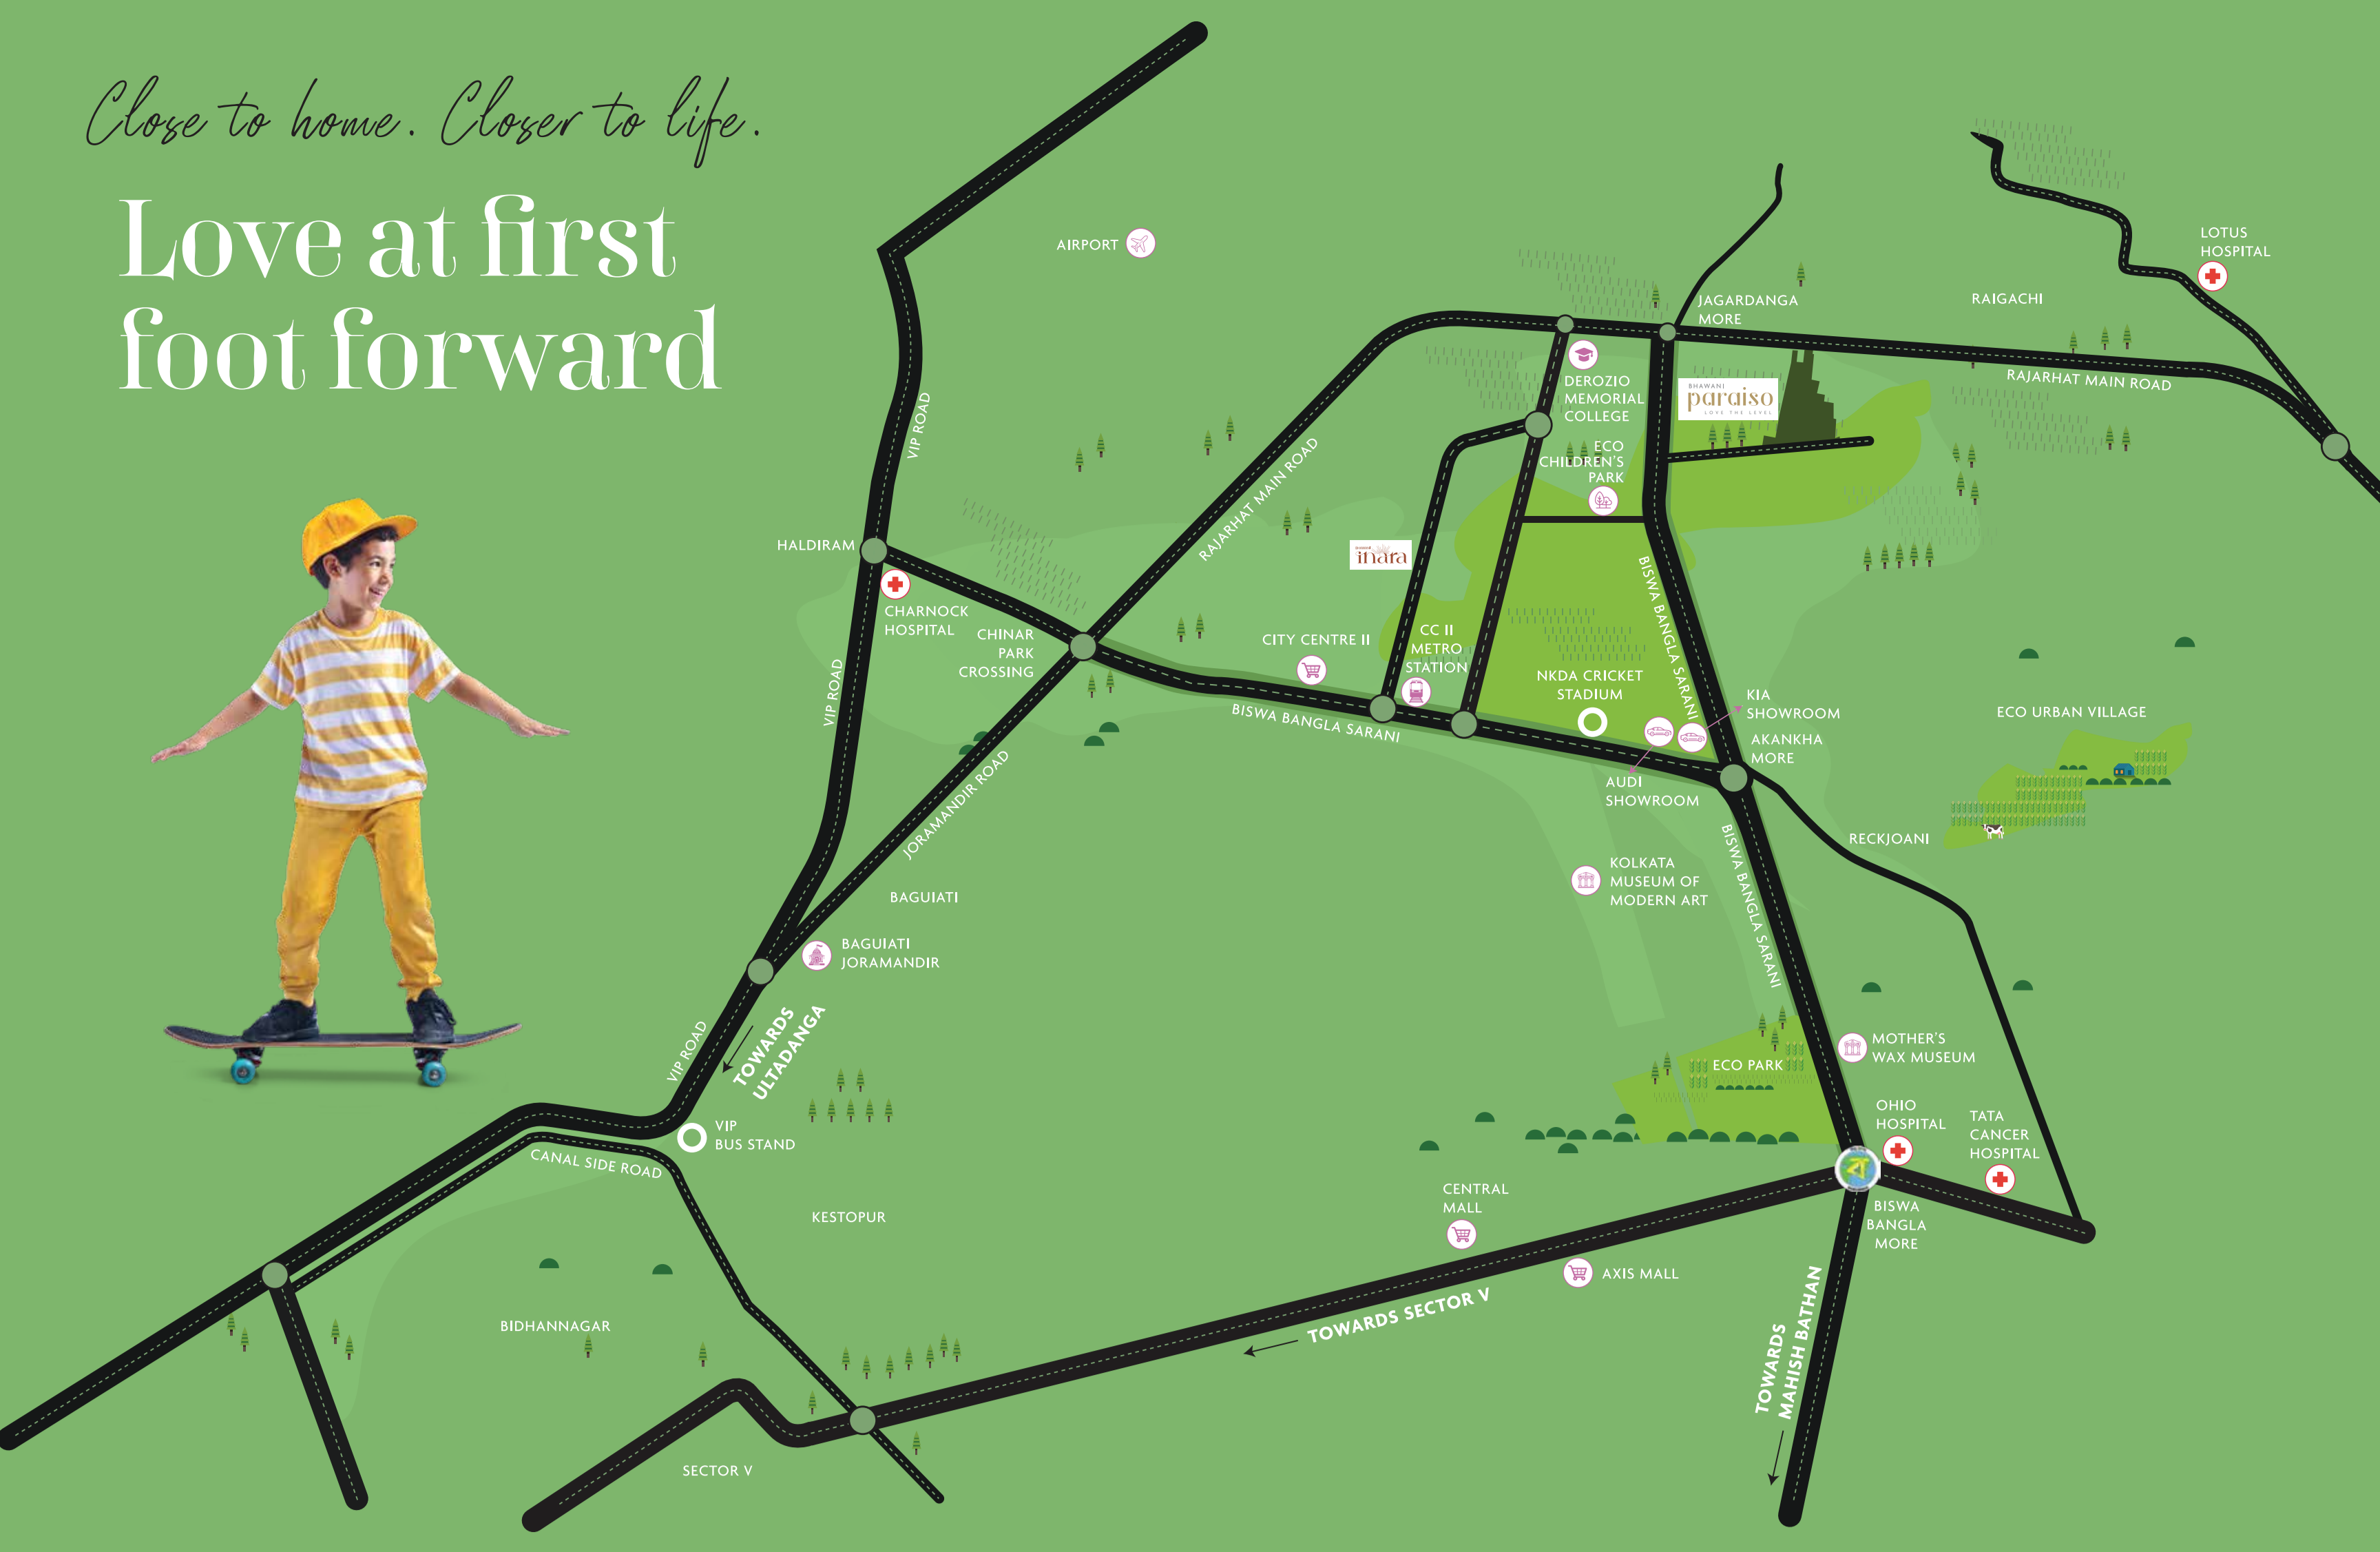 Close to home. Closer to life.
Love at first
foot forward
AIRPORT
LOTUS
HOSPITAL
JAGARDANGA
MORE
RAIGACHI
RAJARHAT MAIN ROAD
DEROZIO
MEMORIAL
COLLEGE
BHAWANI
paraiso
LOVE THE LEVEL
VIP ROAD
RAJARHAT MAIN ROAD
ECO
CHILDREN'S
PARK
HALDIRAM
inara
CHARNOCK
HOSPITAL
CHINAR
PARK
CROSSING
CITY CENTRE II
CC II
METRO
STATION
BISWA BANGLA SARANI
NKDA CRICKET
STADIUM
KIA
SHOWROOM
AKANKHA
MORE
ECO URBAN VILLAGE
VIP ROAD
BISWA BANGLA SARANI
AUDI
SHOWROOM
JORAMANDIR ROAD
RECKJOANI
KOLKATA
MUSEUM OF
MODERN ART
BISWA BANGLA SARANI
BAGUIATI
BAGUIATI
JORAMANDIR
VIP ROAD
TOWARDS
ULTADANGA
MOTHER'S
WAX MUSEUM
ECO PARK
OHIO
HOSPITAL
TATA
CANCER
HOSPITAL
VIP
BUS STAND
CANAL SIDE ROAD
CENTRAL
MALL
KESTOPUR
BISWA
BANGLA
MORE
AXIS MALL
TOWARDS SECTOR V
BIDHANNAGAR
TOWARDS
MAHISH BATHAN
SECTOR V